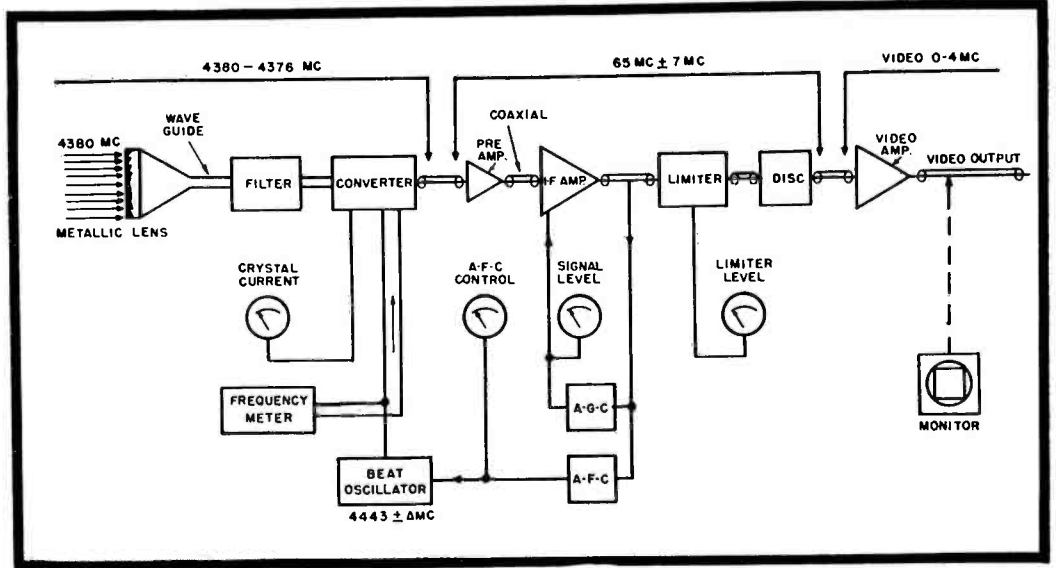 4380-4376 MC
65 MC ± 7 MC
VIDEO 0-4 MC
WAVE
GUIDE
COAXIAL
4380 MC
PRE
AMP.
VIDEO
AMP.
FILTER
CONVERTER
I-F AMP.
LIMITER
DISC
VIDEO OUTPUT
METALLIC LENS
CRYSTAL
CURRENT
A-F-C
CONTROL
SIGNAL
LEVEL
LIMITER
LEVEL
FREQUENCY
METER
A-G-C
MONITOR
BEAT
OSCILLATOR
A-F-C
4443 ± ΔMC